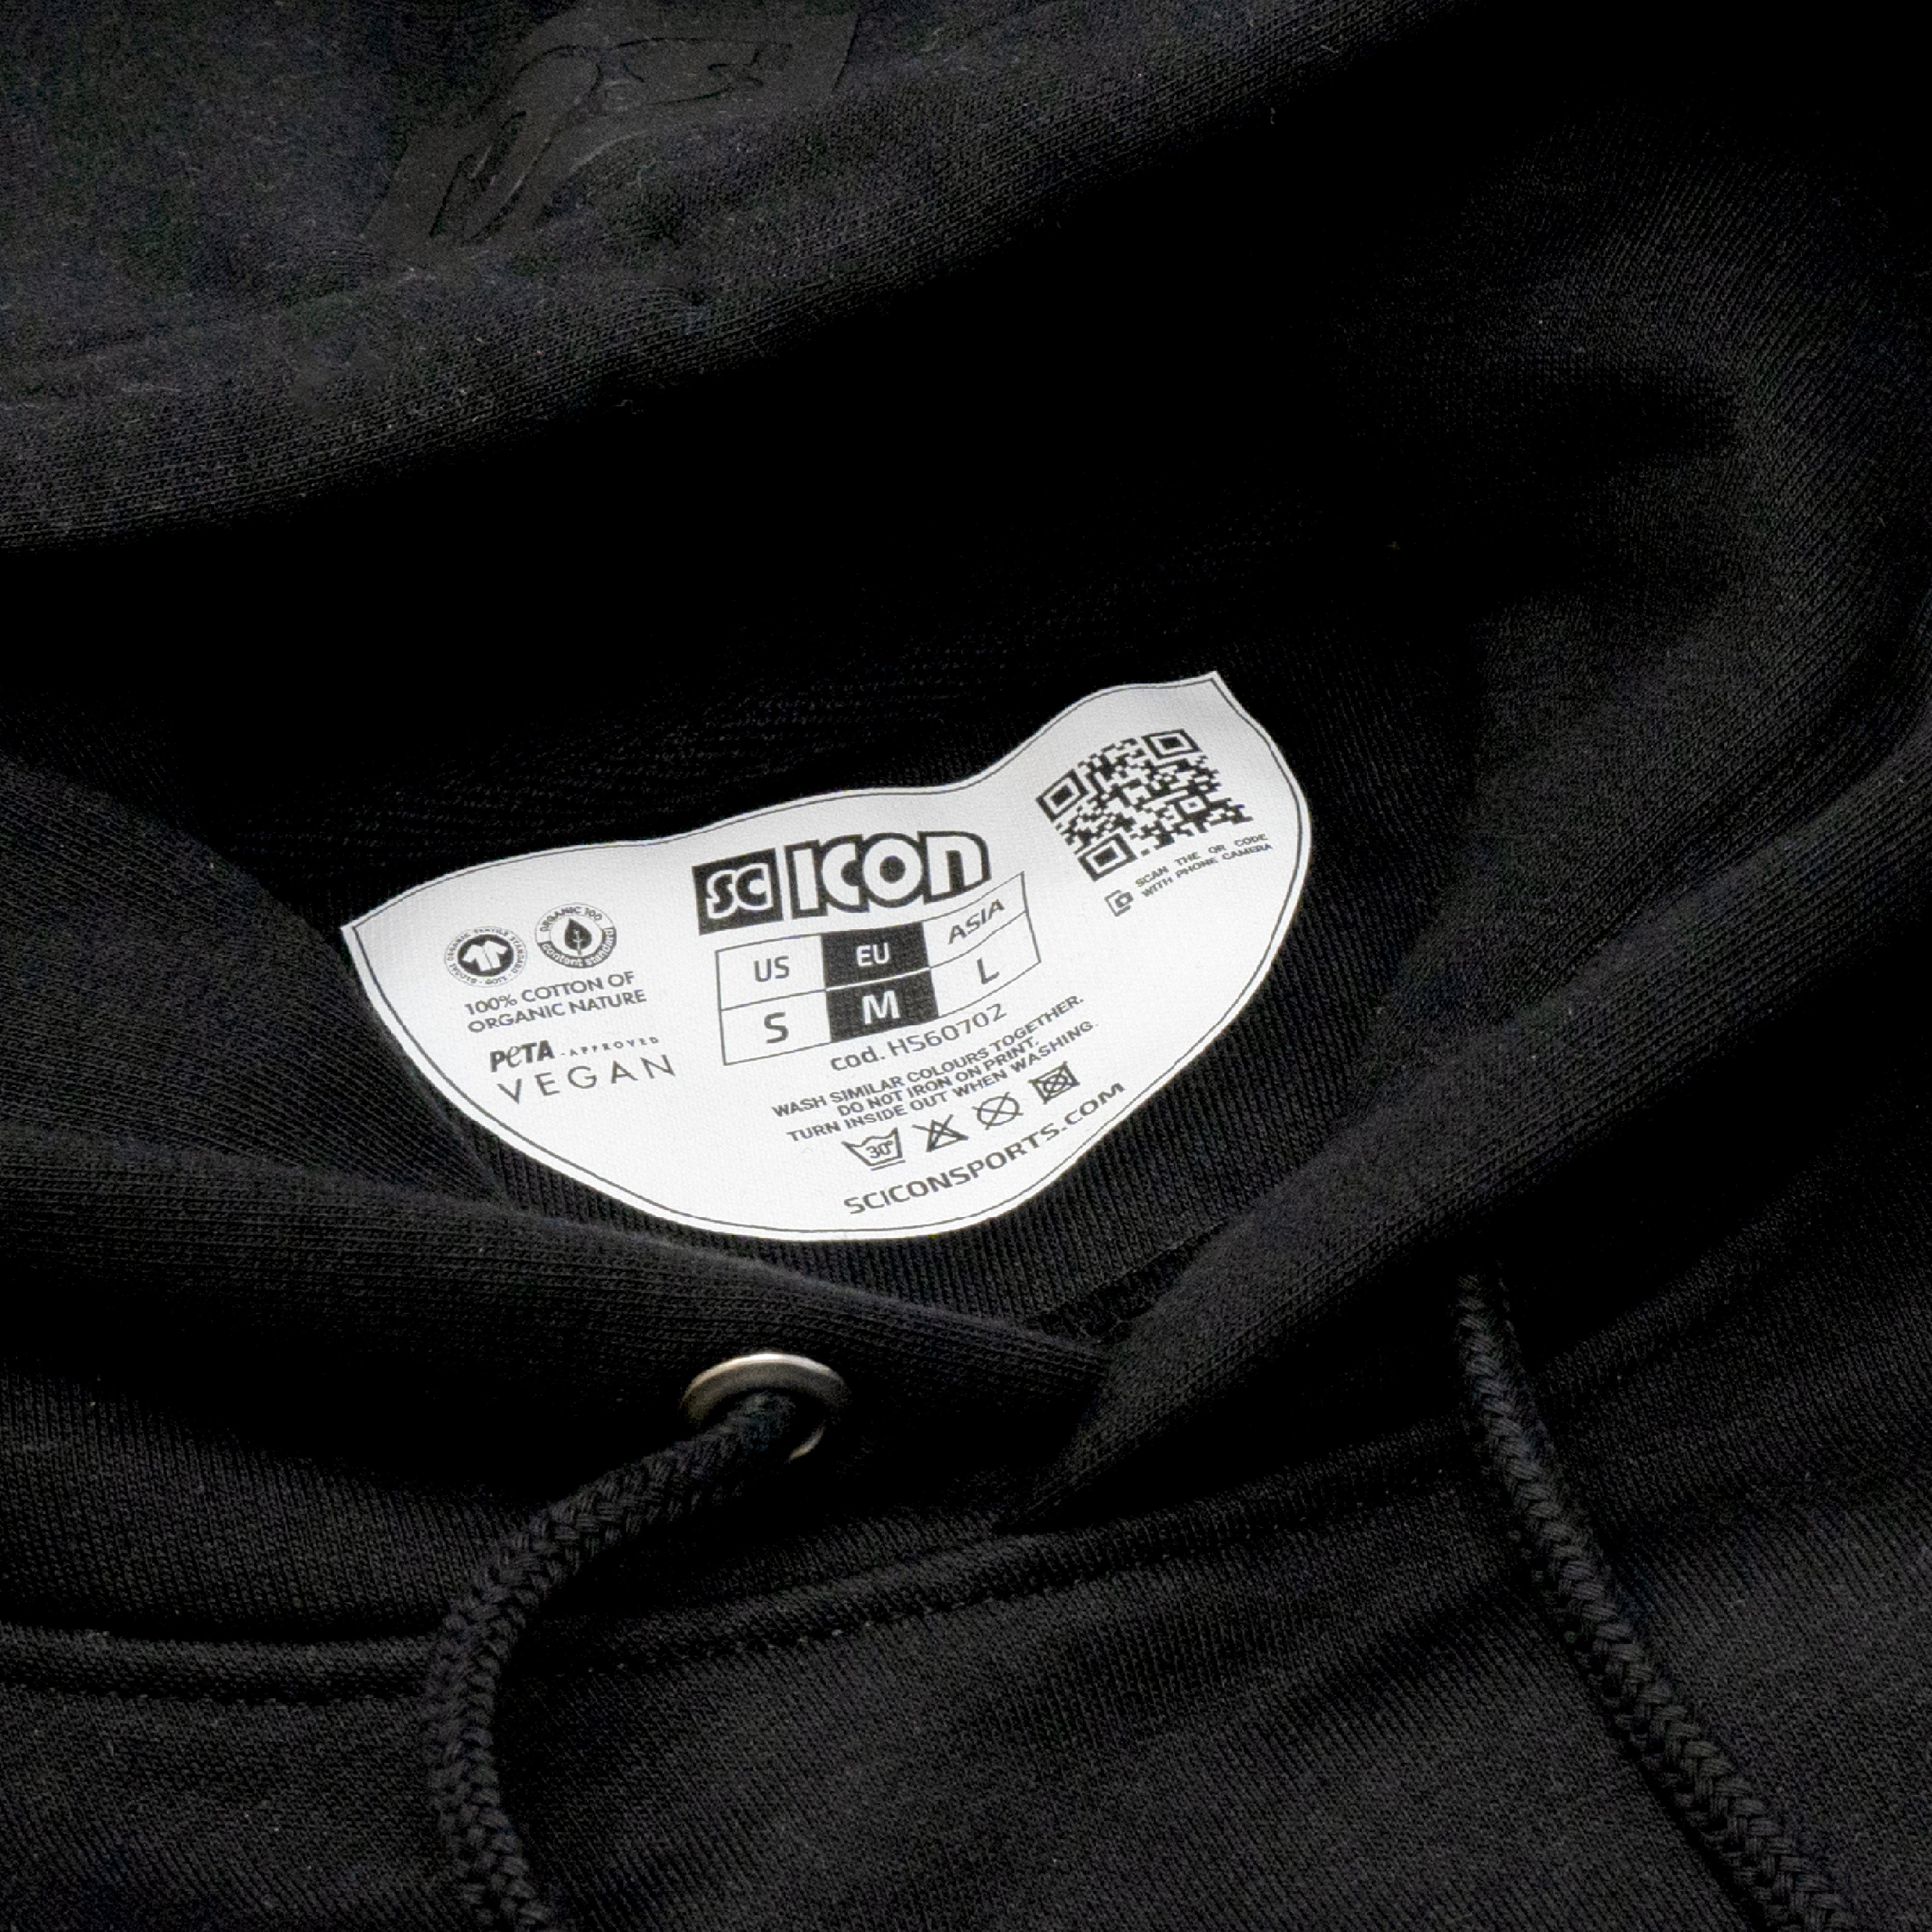 SC ICON
US EU ASIA
S M L
cod. HS60702
WASH SIMILAR COLOURS TOGETHER.
DO NOT IRON ON PRINT.
TURN INSIDE OUT WHEN WASHING.
30°
SCICONSPORTS.COM
ORGANIC 100
content standard
100% COTTON OF
ORGANIC NATURE
PETA - APPROVED
VEGAN
SCAN THE QR CODE
WITH PHONE CAMERA